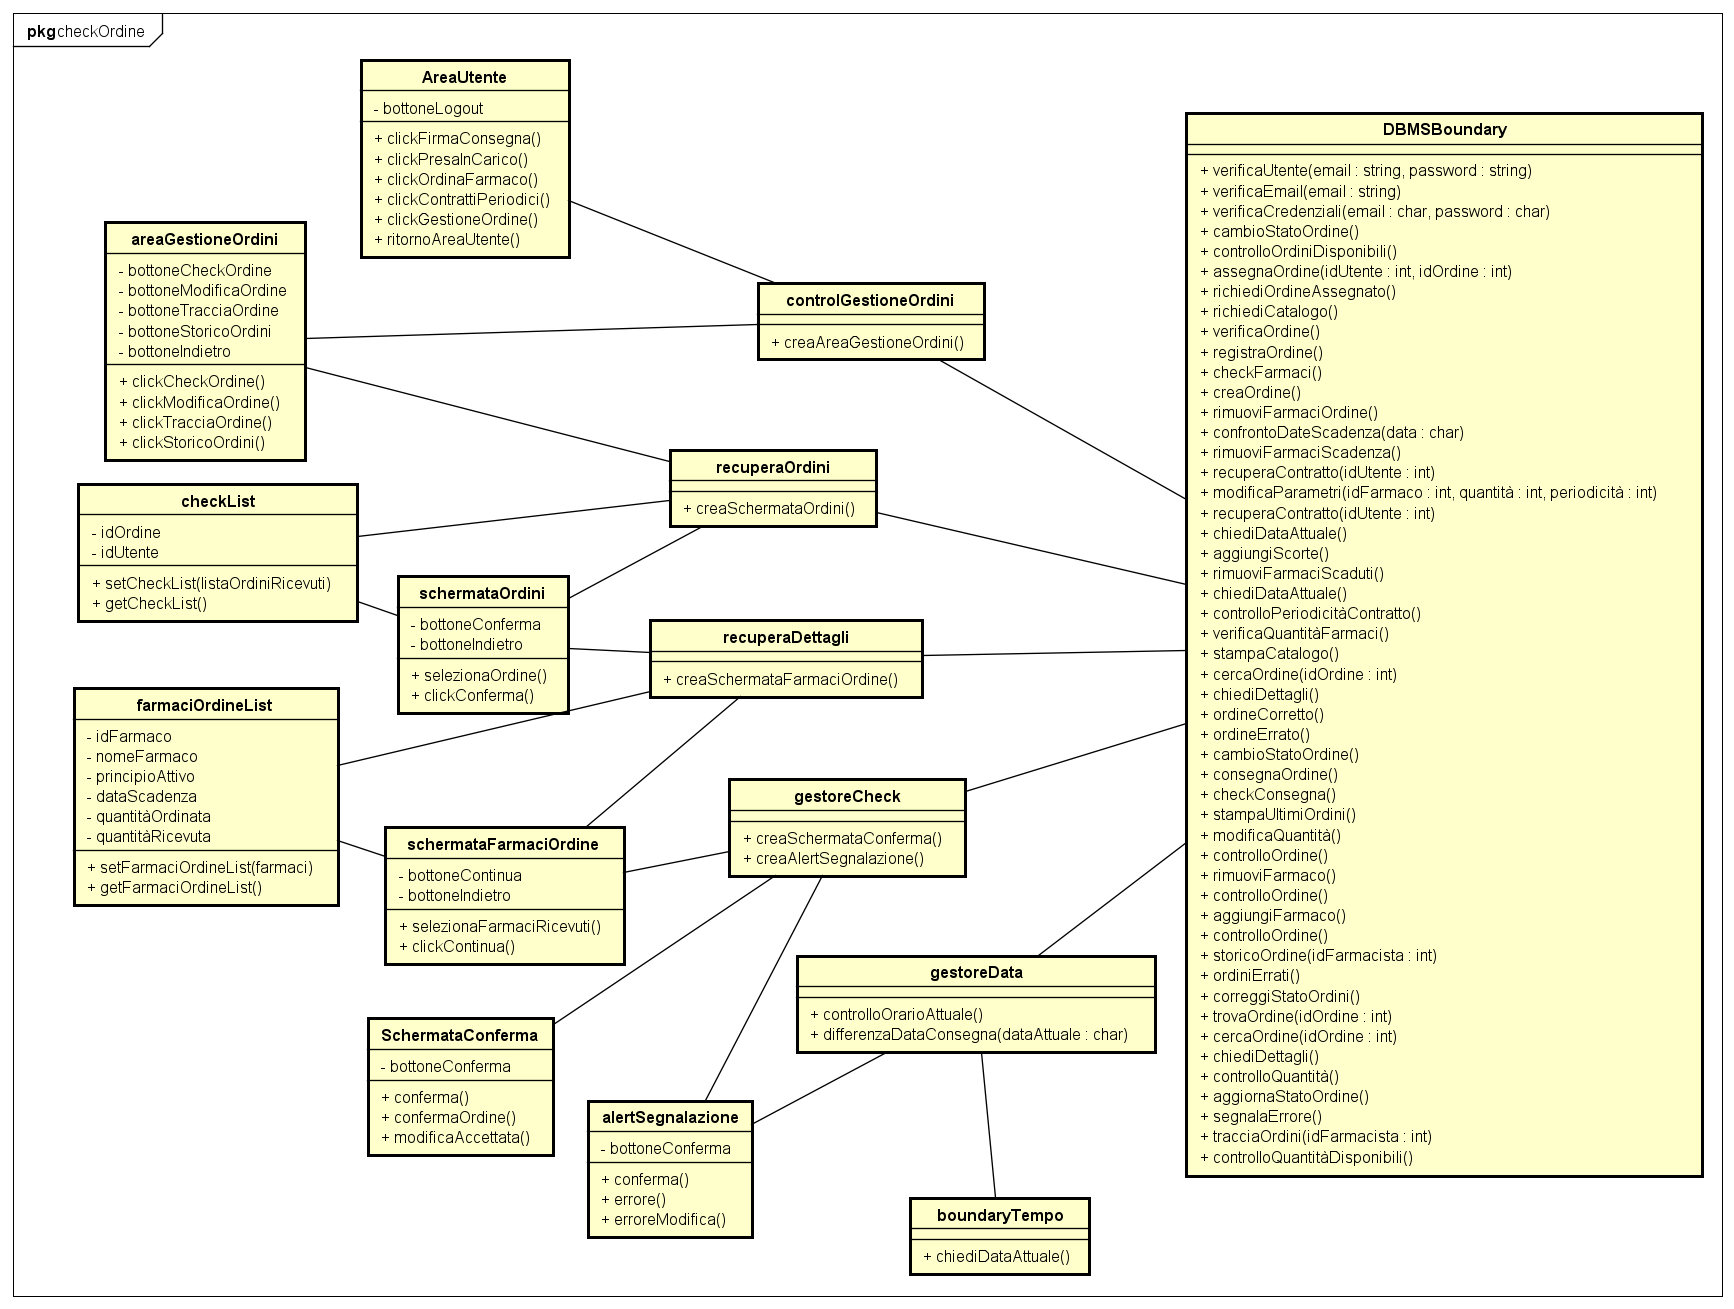 pkg checkOrdine
AreaUtente
- bottoneLogout
+ clickFirmaConsegna()
+ clickPresaInCarico()
+ clickOrdinaFarmaco()
+ clickContrattiPeriodici()
+ clickGestioneOrdine()
+ ritornoAreaUtente()
areaGestioneOrdini
- bottoneCheckOrdine
- bottoneModificaOrdine
- bottoneTracciaOrdine
- bottoneStoricoOrdini
- bottoneIndietro
+ clickCheckOrdine()
+ clickModificaOrdine()
+ clickTracciaOrdine()
+ clickStoricoOrdini()
controlGestioneOrdini
+ creaAreaGestioneOrdini()
recuperaOrdini
+ creaSchermataOrdini()
checkList
- idOrdine
- idUtente
+ setCheckList(listaOrdiniRicevuti)
+ getCheckList()
schermataOrdini
- bottoneConferma
- bottoneIndietro
+ selezionaOrdine()
+ clickConferma()
recuperaDettagli
+ creaSchermataFarmaciOrdine()
farmaciOrdineList
- idFarmaco
- nomeFarmaco
- principioAttivo
- dataScadenza
- quantitàOrdinata
- quantitàRicevuta
+ setFarmaciOrdineList(farmaci)
+ getFarmaciOrdineList()
schermataFarmaciOrdine
- bottoneContinua
- bottoneIndietro
+ selezionaFarmaciRicevuti()
+ clickContinua()
gestoreCheck
+ creaSchermataConferma()
+ creaAlertSegnalazione()
gestoreData
+ controlloOrarioAttuale()
+ differenzaDataConsegna(dataAttuale : char)
SchermataConferma
- bottoneConferma
+ conferma()
+ confermaOrdine()
+ modificaAccettata()
alertSegnalazione
- bottoneConferma
+ conferma()
+ errore()
+ erroreModifica()
boundaryTempo
+ chiediDataAttuale()
DBMSBoundary
+ verificaUtente(email : string, password : string)
+ verificaEmail(email : string)
+ verificaCredenziali(email : char, password : char)
+ cambioStatoOrdine()
+ controlloOrdiniDisponibili()
+ assegnaOrdine(idUtente : int, idOrdine : int)
+ richiediOrdineAssegnato()
+ richiediCatalogo()
+ verificaOrdine()
+ registraOrdine()
+ checkFarmaci()
+ creaOrdine()
+ rimuoviFarmaciOrdine()
+ confrontoDateScadenza(data : char)
+ rimuoviFarmaciScadenza()
+ recuperaContratto(idUtente : int)
+ modificaParametri(idFarmaco : int, quantità : int, periodicità : int)
+ recuperaContratto(idUtente : int)
+ chiediDataAttuale()
+ aggiungiScorte()
+ rimuoviFarmaciScaduti()
+ chiediDataAttuale()
+ controlloPeriodicitàContratto()
+ verificaQuantitàFarmaci()
+ stampaCatalogo()
+ cercaOrdine(idOrdine : int)
+ chiediDettagli()
+ ordineCorretto()
+ ordineErrato()
+ cambioStatoOrdine()
+ consegnaOrdine()
+ checkConsegna()
+ stampaUltimiOrdini()
+ modificaQuantità()
+ controlloOrdine()
+ rimuoviFarmaco()
+ controlloOrdine()
+ aggiungiFarmaco()
+ controlloOrdine()
+ storicoOrdine(idFarmacista : int)
+ ordiniErrati()
+ correggiStatoOrdini()
+ trovaOrdine(idOrdine : int)
+ cercaOrdine(idOrdine : int)
+ chiediDettagli()
+ controlloQuantità()
+ aggiornaStatoOrdine()
+ segnalaErrore()
+ tracciaOrdini(idFarmacista : int)
+ controlloQuantitàDisponibili()